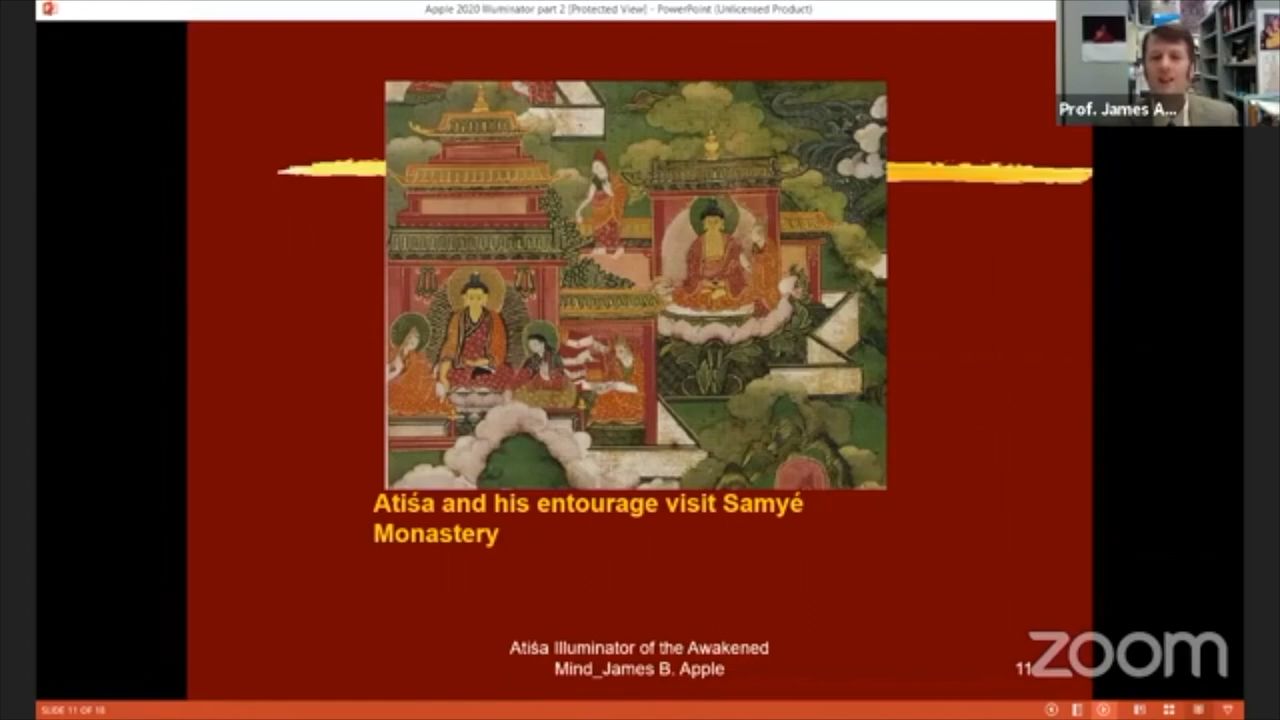 Apple 2020 Illuminator part 2 [Protected View] - PowerPoint (Unlicensed Product)
Prof. James A...
Atiśa and his entourage visit Samyé
Monastery
Atiśa Illuminator of the Awakened
Mind_James B. Apple
11
zoom
SLIDE 11 OF 18